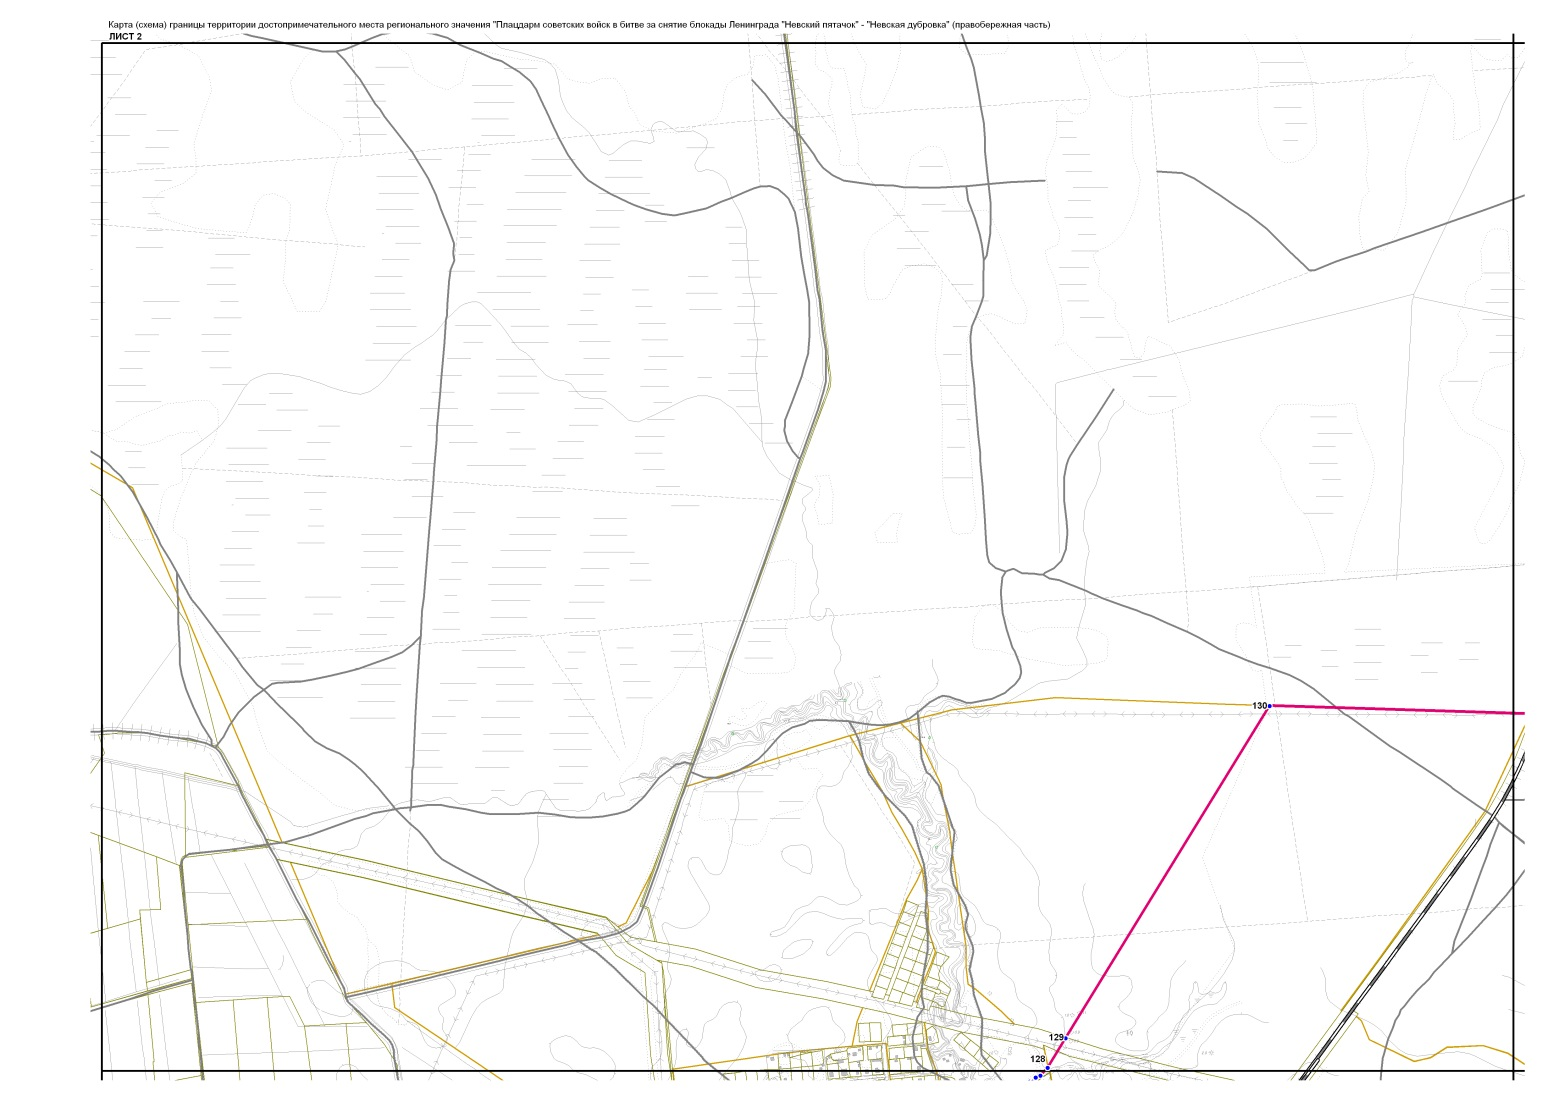 Карта (схема) границы территории достопримечательного места регионального значения "Плацдарм советских войск в битве за снятие блокады Ленинграда "Невский пятачок" - "Невская дубровка" (правобережная часть)
ЛИСТ 2
130
129
128